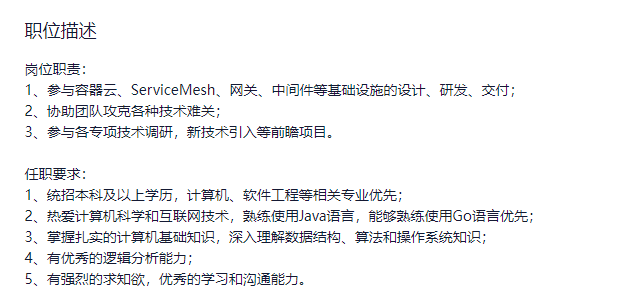 职位描述
岗位职责：
1、参与容器云、ServiceMesh、网关、中间件等基础设施的设计、研发、交付；
2、协助团队攻克各种技术难关；
3、参与各专项技术调研，新技术引入等前瞻项目。
任职要求：
1、统招本科及以上学历，计算机、软件工程等相关专业优先；
2、热爱计算机科学和互联网技术，熟练使用Java语言，能够熟练使用Go语言优先；
3、掌握扎实的计算机基础知识，深入理解数据结构、算法和操作系统知识；
4、有优秀的逻辑分析能力；
5、有强烈的求知欲，优秀的学习和沟通能力。